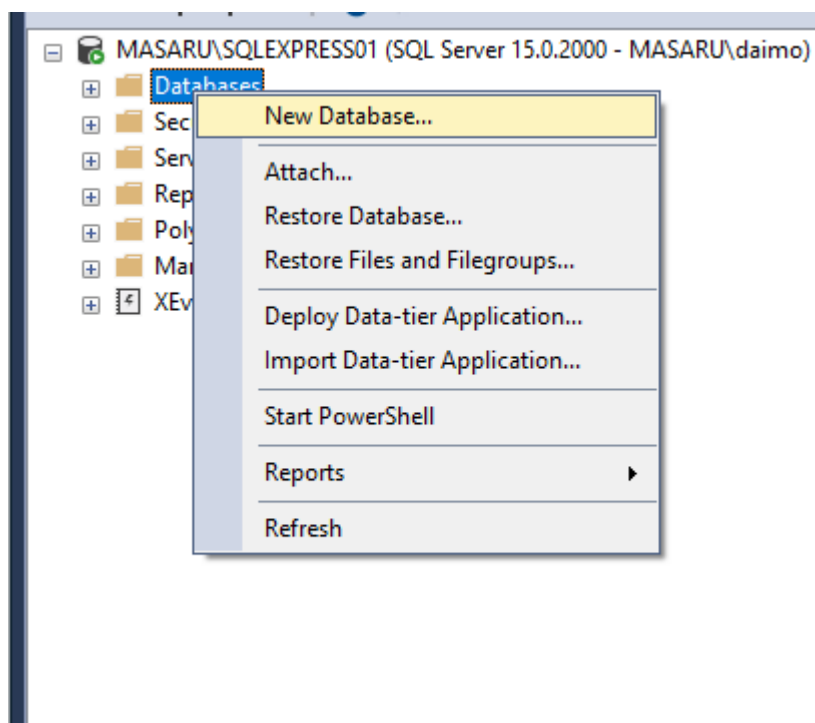 MASARU\SQLEXPRESS01 (SQL Server 15.0.2000 - MASARU\daimo)
Databases
Sec
Serv
Rep
Poly
Man
XEv
New Database...
Attach...
Restore Database...
Restore Files and Filegroups...
Deploy Data-tier Application...
Import Data-tier Application...
Start PowerShell
Reports
Refresh